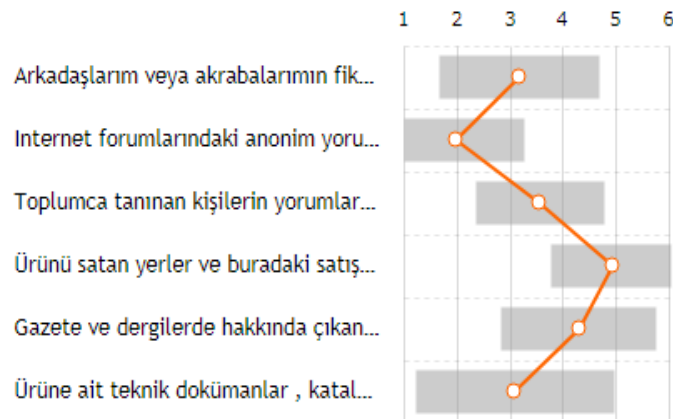 1 2 3 4 5 6
Arkadaşlarım veya akrabalarımın fik...
Internet forumlarındaki anonim yoru...
Toplumca tanınan kişilerin yorumlar...
Ürünü satan yerler ve buradaki satış...
Gazete ve dergilerde hakkında çıkan...
Ürüne ait teknik dokümanlar , katal...